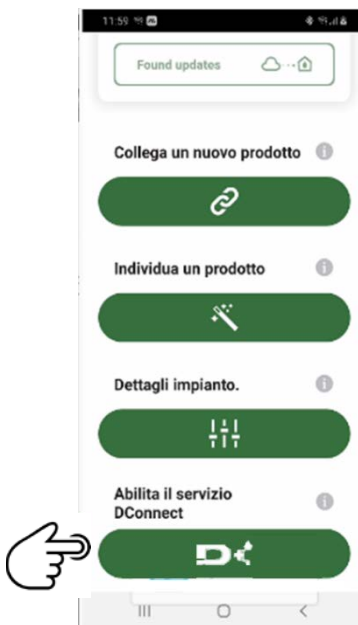 11:59
Found updates
Collega un nuovo prodotto
Individua un prodotto
Dettagli impianto.
Abilita il servizio
DConnect